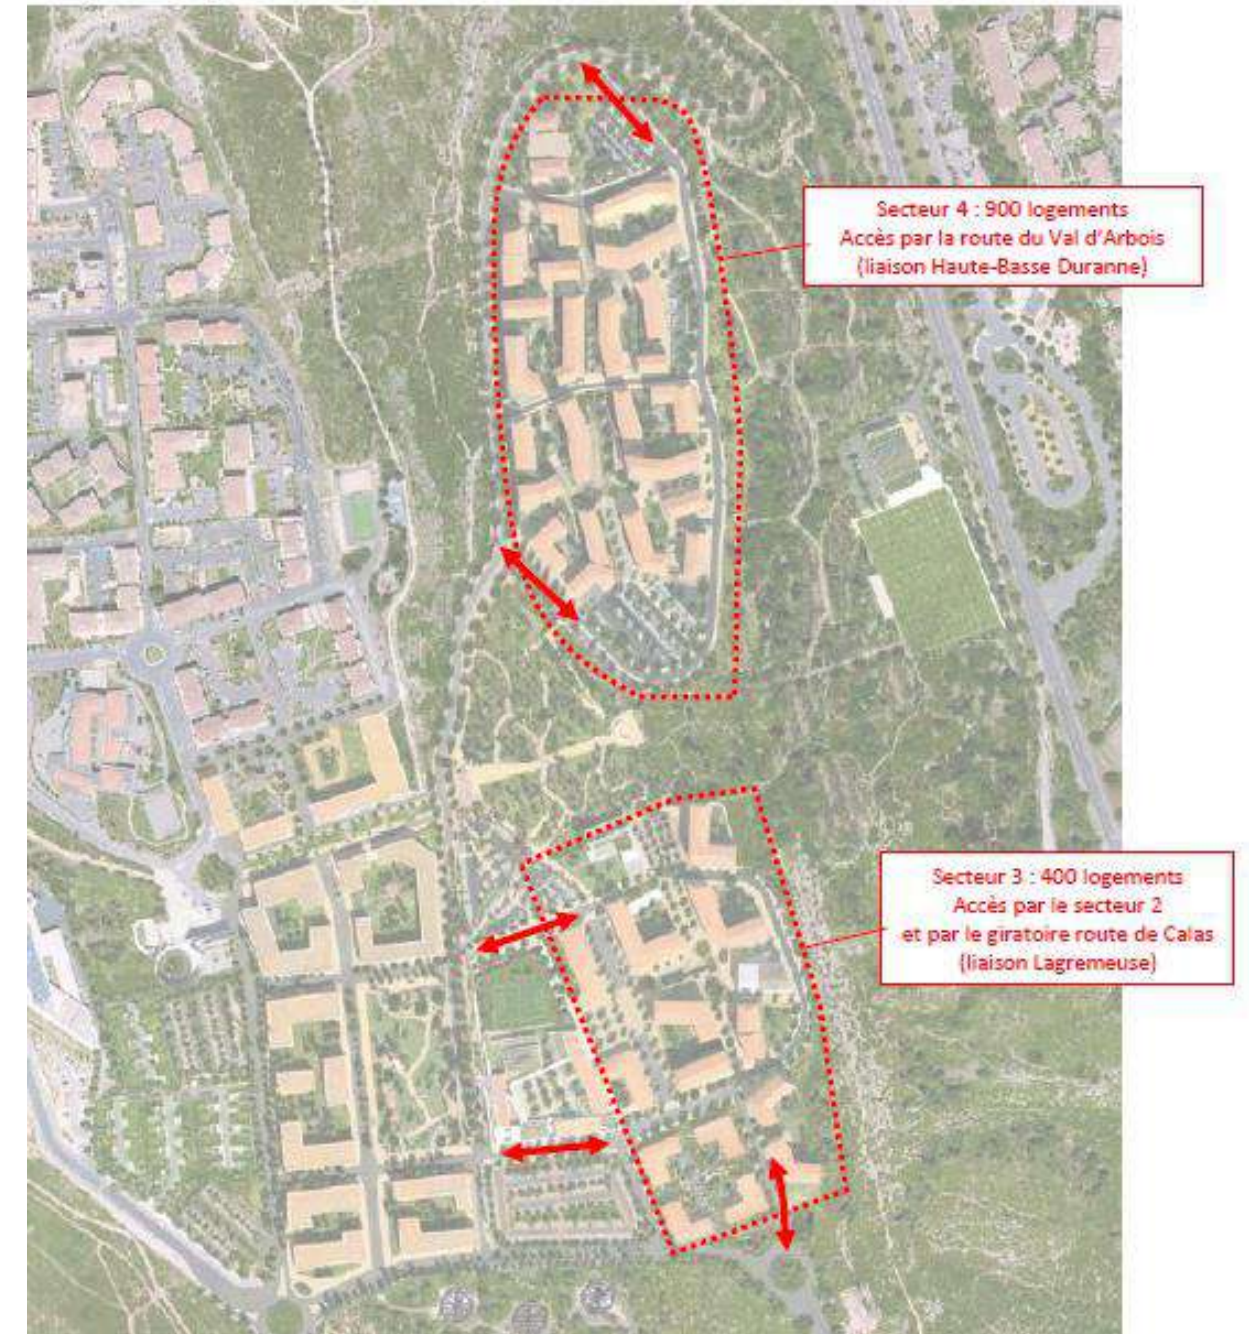 Secteur 4 : 900 logements
Accès par la route du Val d'Arbois
(liaison Haute-Basse Duranne)
Secteur 3 : 400 logements
Accès par le secteur 2
et par le giratoire route de Calas
(liaison Lagremeuse)